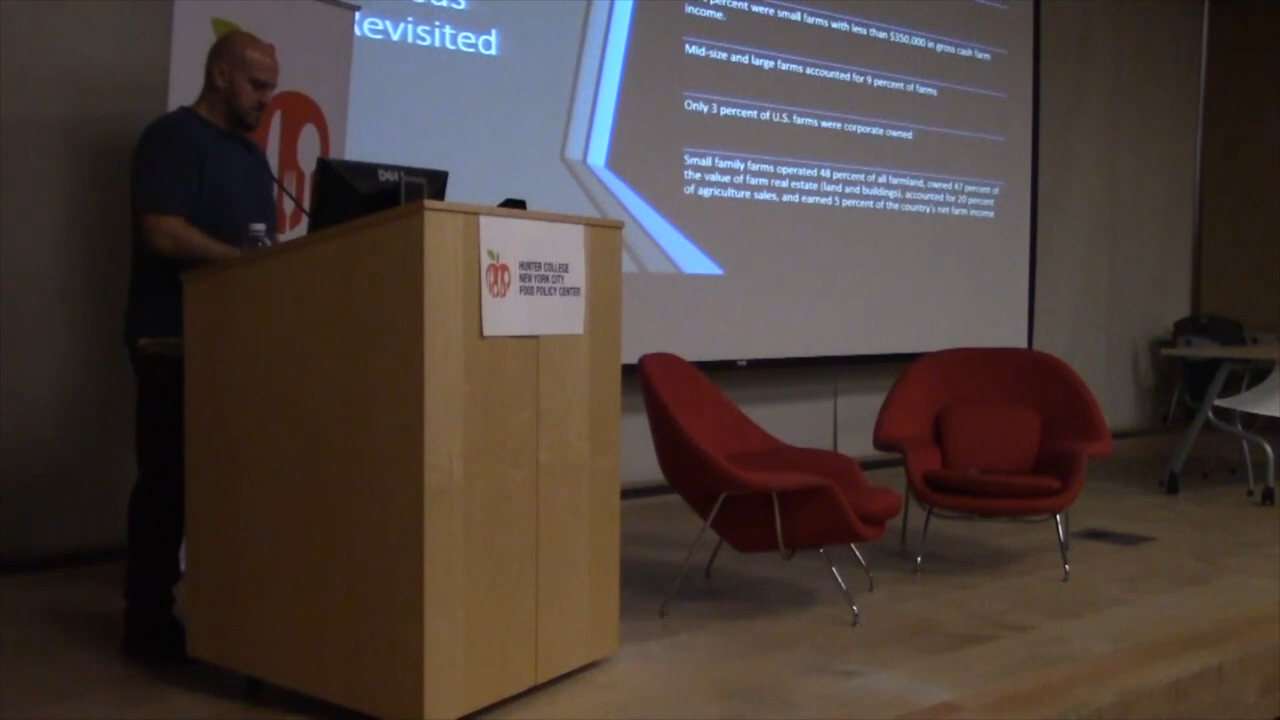 Revisited
percent were small farms with less than $350,000 in gross cash farm
income.
Mid-size and large farms accounted for 9 percent of farms
Only 3 percent of U.S. farms were corporate owned
Small family farms operated 48 percent of all farmland, owned 47 percent of
the value of farm real estate (land and buildings), accounted for 20 percent
of agriculture sales, and earned 5 percent of the country's net farm income
DELL
HUNTER COLLEGE
NEW YORK CITY
FOOD POLICY CENTER